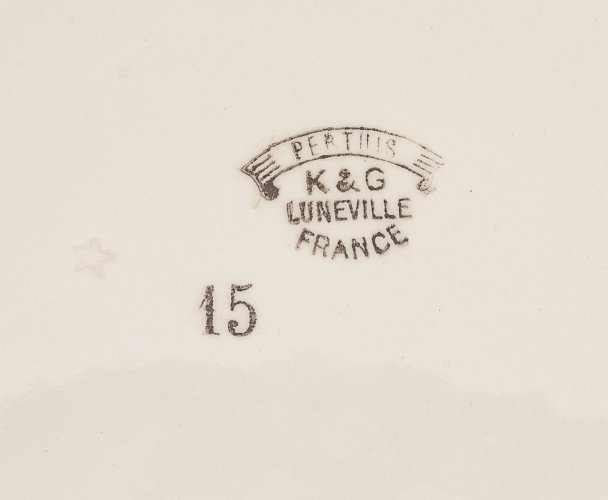 PERTUIS
K & G
LUNEVILLE
FRANCE
15